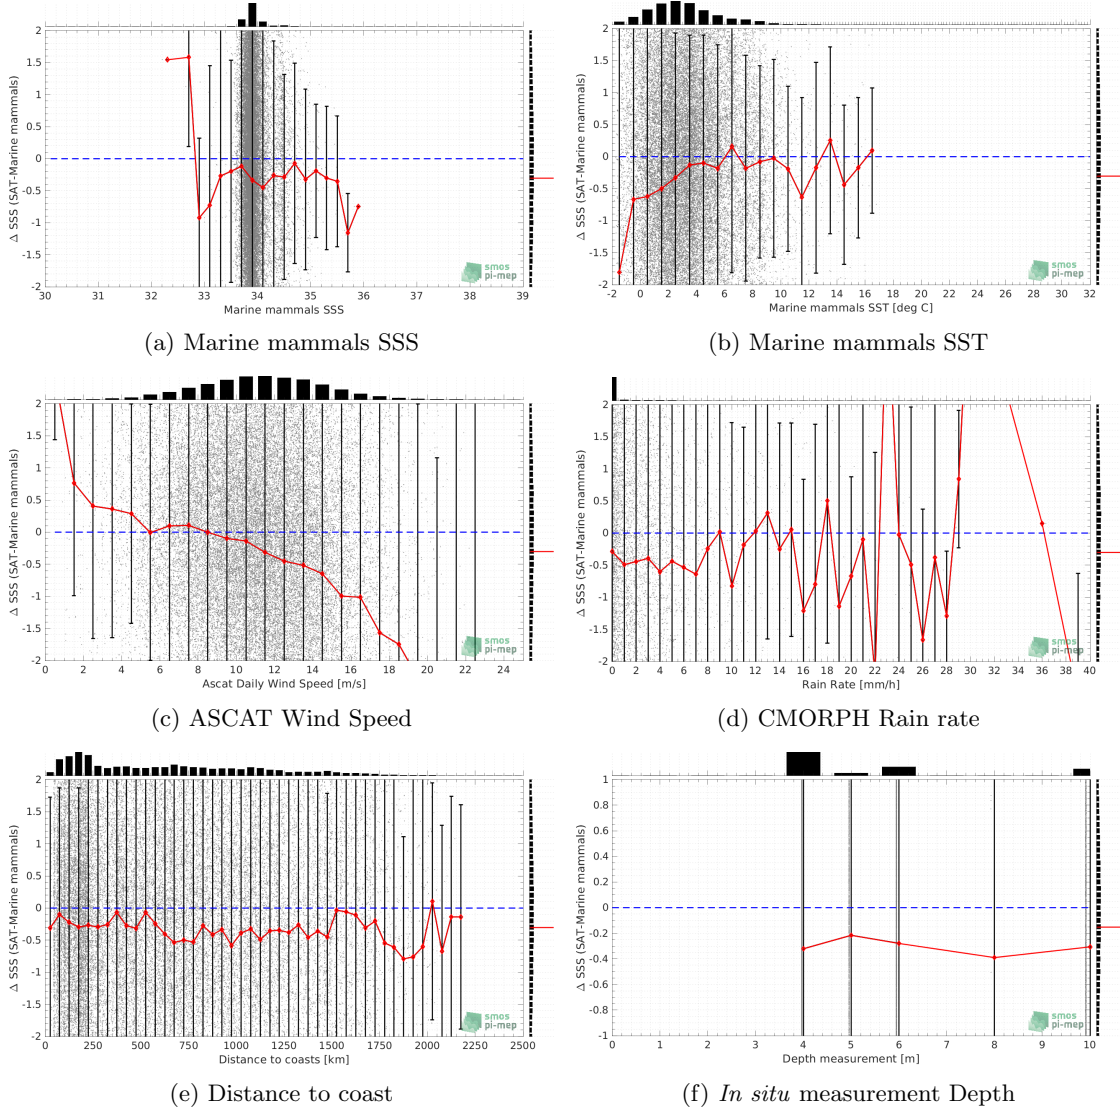 2
1.5
1
0.5
0
-0.5
-1
-1.5
-2
Δ SSS (SAT-Marine mammals)
30 31 32 33 34 35 36 37 38 39
Marine mammals SSS
smos
pi-mep
(a) Marine mammals SSS
2
1.5
1
0.5
0
-0.5
-1
-1.5
-2
Δ SSS (SAT-Marine mammals)
-2 0 2 4 6 8 10 12 14 16 18 20 22 24 26 28 30 32
Marine mammals SST [deg C]
smos
pi-mep
(b) Marine mammals SST
2
1.5
1
0.5
0
-0.5
-1
-1.5
-2
Δ SSS (SAT-Marine mammals)
0 2 4 6 8 10 12 14 16 18 20 22 24
Ascat Daily Wind Speed [m/s]
smos
pi-mep
(c) ASCAT Wind Speed
2
1.5
1
0.5
0
-0.5
-1
-1.5
-2
Δ SSS (SAT-Marine mammals)
0 2 4 6 8 10 12 14 16 18 20 22 24 26 28 30 32 34 36 38 40
Rain Rate [mm/h]
smos
pi-mep
(d) CMORPH Rain rate
2
1.5
1
0.5
0
-0.5
-1
-1.5
-2
Δ SSS (SAT-Marine mammals)
0 250 500 750 1000 1250 1500 1750 2000 2250 2500
Distance to coasts [km]
smos
pi-mep
(e) Distance to coast
1
0.8
0.6
0.4
0.2
0
-0.2
-0.4
-0.6
-0.8
-1
Δ SSS (SAT-Marine mammals)
0 1 2 3 4 5 6 7 8 9 10
Depth measurement [m]
smos
pi-mep
(f) In situ measurement Depth